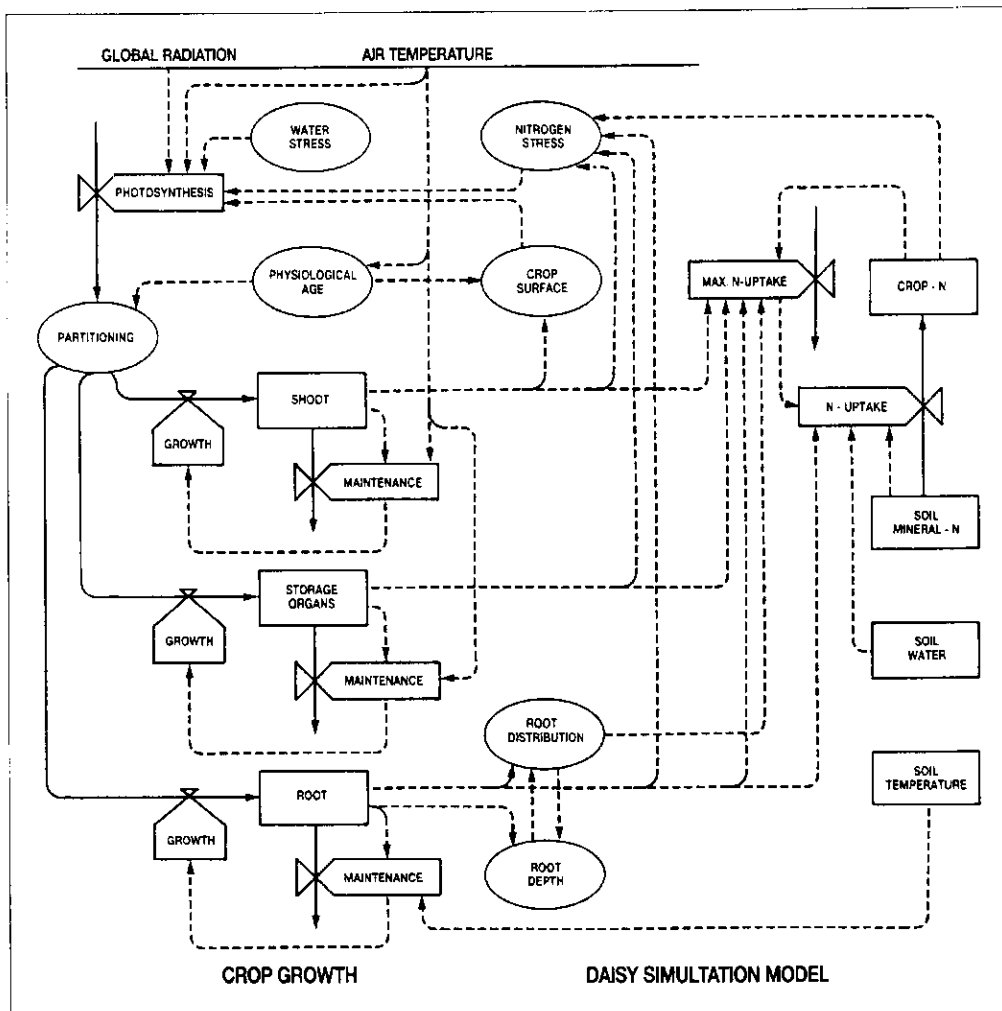 GLOBAL RADIATION
AIR TEMPERATURE
WATER
STRESS
NITROGEN
STRESS
PHOTOSYNTHESIS
PHYSIOLOGICAL
AGE
CROP
SURFACE
MAX. N-UPTAKE
CROP - N
PARTITIONING
SHOOT
N - UPTAKE
GROWTH
MAINTENANCE
SOIL
MINERAL - N
STORAGE
ORGANS
GROWTH
MAINTENANCE
SOIL
WATER
ROOT
DISTRIBUTION
ROOT
SOIL
TEMPERATURE
GROWTH
MAINTENANCE
ROOT
DEPTH
CROP GROWTH
DAISY SIMULTATION MODEL